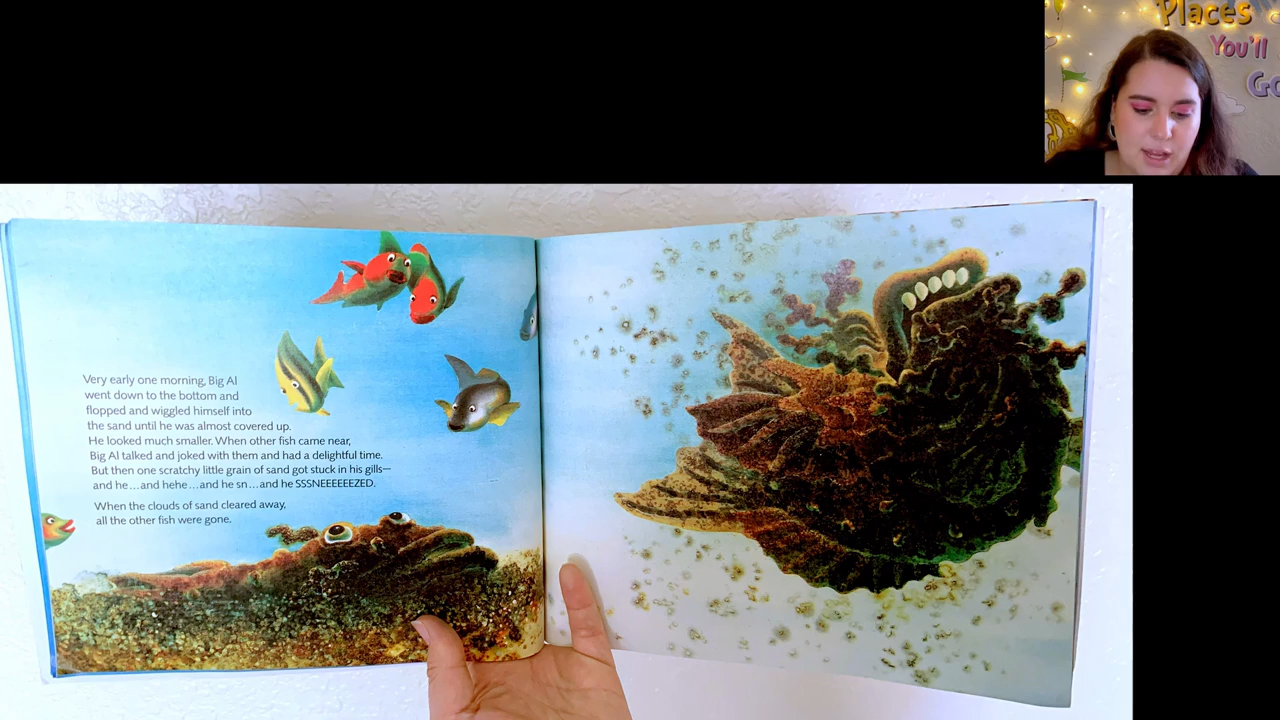 Places
You'll
Go
Very early one morning, Big Al
went down to the bottom and
flopped and wiggled himself into
the sand until he was almost covered up.
He looked much smaller. When other fish came near,
Big Al talked and joked with them and had a delightful time.
But then one scratchy little grain of sand got stuck in his gills—
and he...and hehe...and he sn...and he SSSNEEEEEEZED.
When the clouds of sand cleared away,
all the other fish were gone.